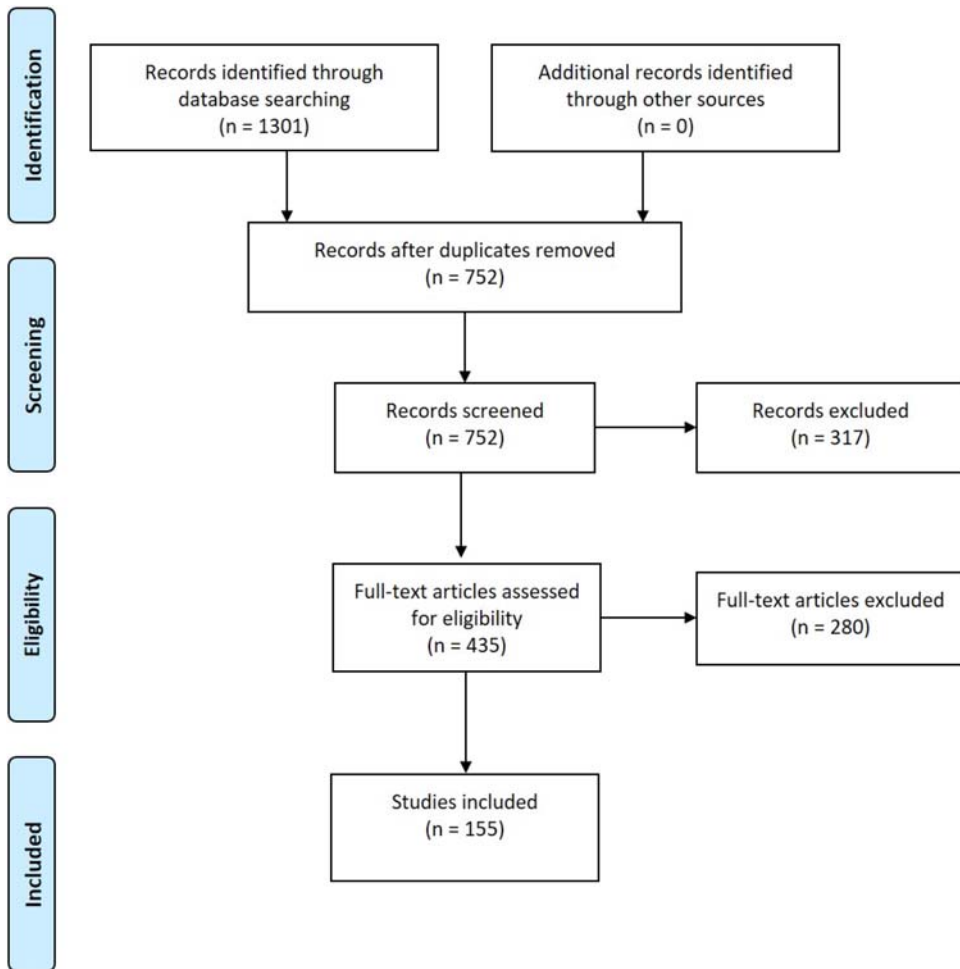 Identification
Records identified through
database searching
(n = 1301)
Additional records identified
through other sources
(n = 0)
Records after duplicates removed
(n = 752)
Screening
Records screened
(n = 752)
Records excluded
(n = 317)
Eligibility
Full-text articles assessed
for eligibility
(n = 435)
Full-text articles excluded
(n = 280)
Included
Studies included
(n = 155)